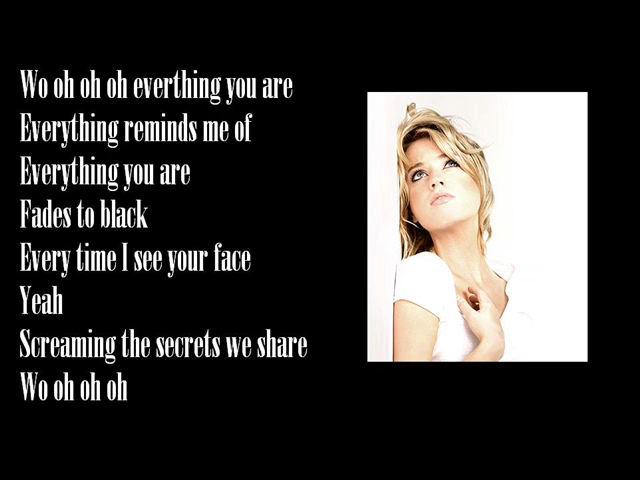 Wo oh oh oh everthing you are
Everything reminds me of
Everything you are
Fades to black
Every time I see your face
Yeah
Screaming the secrets we share
Wo oh oh oh